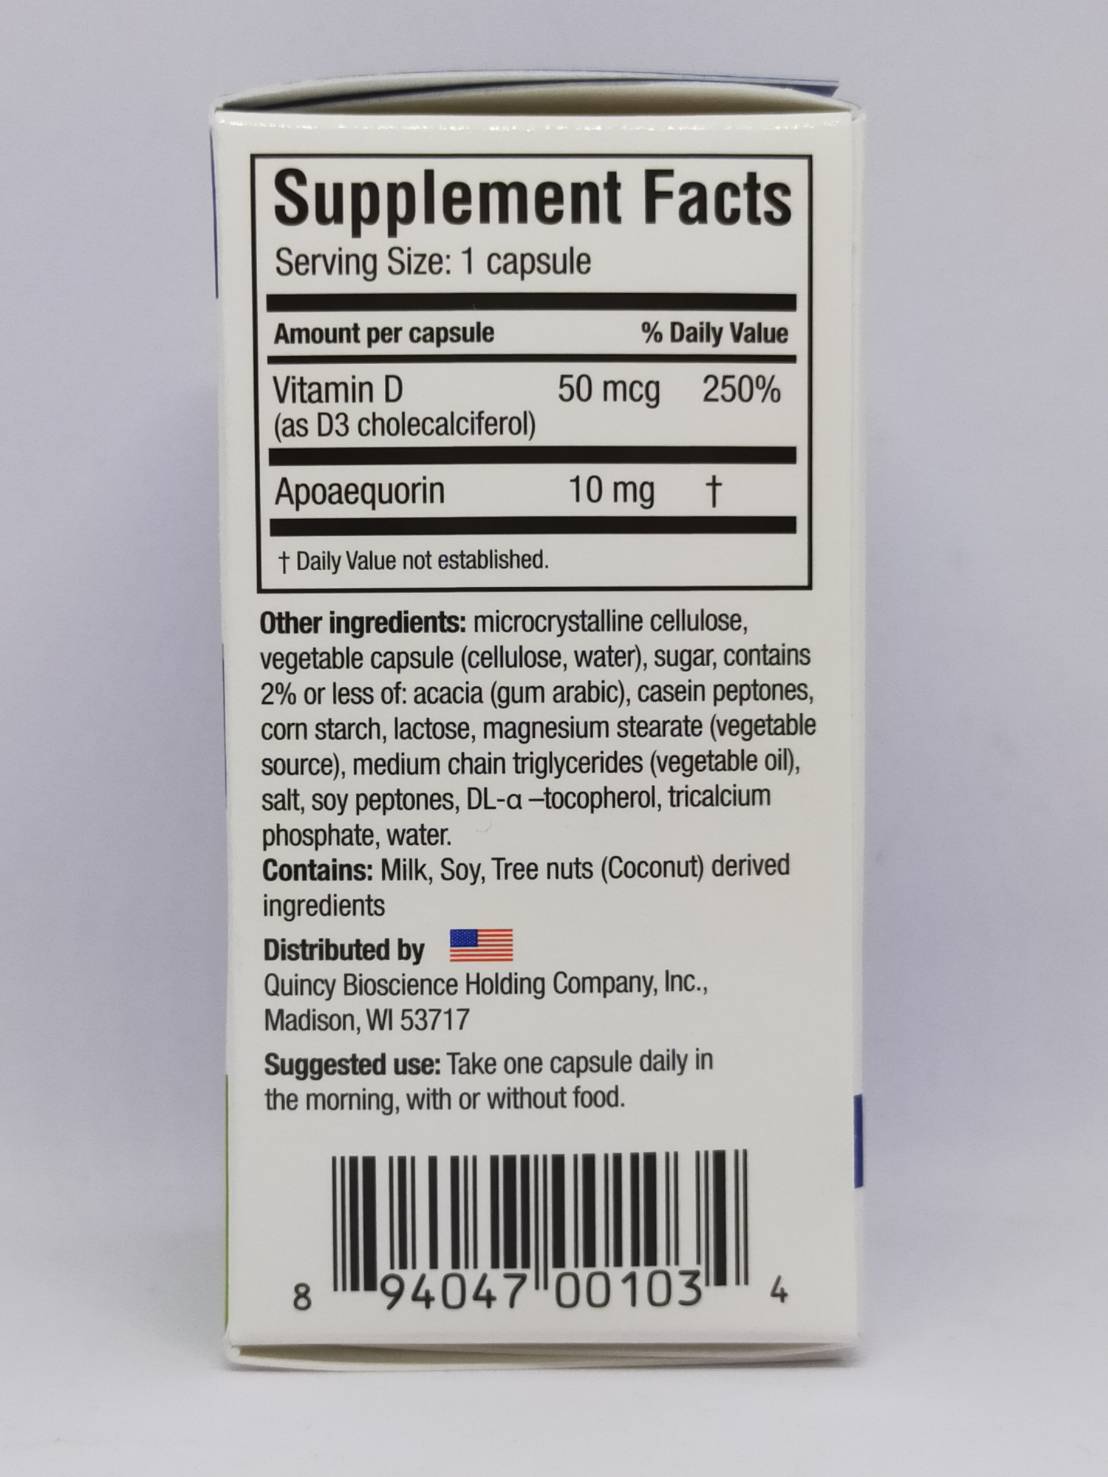 Supplement Facts
Serving Size: 1 capsule
Amount per capsule % Daily Value
Vitamin D 50 mcg 250%
(as D3 cholecalciferol)
Apoaequorin 10 mg †
† Daily Value not established.
Other ingredients: microcrystalline cellulose,
vegetable capsule (cellulose, water), sugar, contains
2% or less of: acacia (gum arabic), casein peptones,
corn starch, lactose, magnesium stearate (vegetable
source), medium chain triglycerides (vegetable oil),
salt, soy peptones, DL-α –tocopherol, tricalcium
phosphate, water.
Contains: Milk, Soy, Tree nuts (Coconut) derived
ingredients
Distributed by
Quincy Bioscience Holding Company, Inc.,
Madison, WI 53717
Suggested use: Take one capsule daily in
the morning, with or without food.
8 94047 00103 4